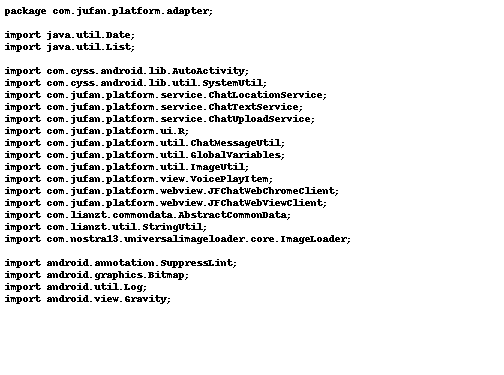 package com.jufan.platform.adapter;

import java.util.Date;
import java.util.List;

import com.cyss.android.lib.AutoActivity;
import com.cyss.android.lib.util.SystemUtil;
import com.jufan.platform.service.ChatLocationService;
import com.jufan.platform.service.ChatTextService;
import com.jufan.platform.service.ChatUploadService;
import com.jufan.platform.ui.R;
import com.jufan.platform.util.ChatMessageUtil;
import com.jufan.platform.util.GlobalVariables;
import com.jufan.platform.util.ImageUtil;
import com.jufan.platform.view.VoicePlayItem;
import com.jufan.platform.webview.JFChatWebChromeClient;
import com.jufan.platform.webview.JFChatWebViewClient;
import com.liamzt.commondata.AbstractCommonData;
import com.liamzt.util.StringUtil;
import com.nostra13.universalimageloader.core.ImageLoader;

import android.annotation.SuppressLint;
import android.graphics.Bitmap;
import android.util.Log;
import android.view.Gravity;